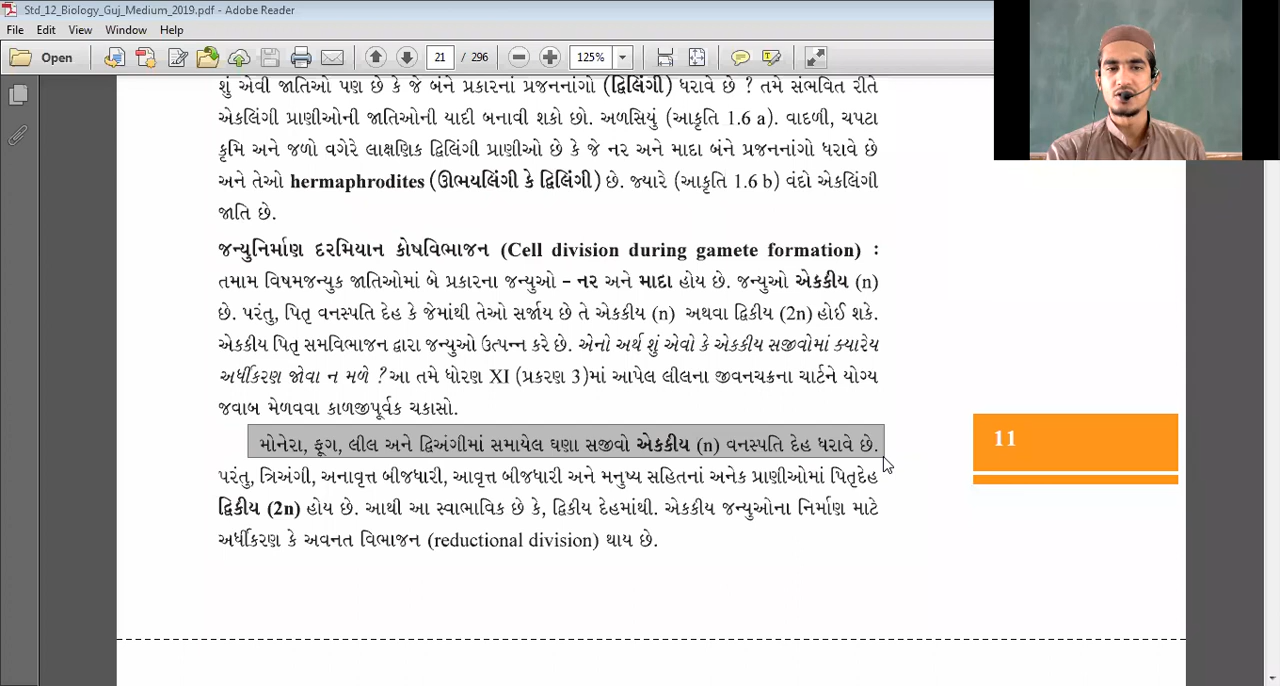 Std_12_Biology_Guj_Medium_2019.pdf - Adobe Reader
File Edit View Window Help
Open 21 / 296 125%
શું એવી જાતિઓ પણ છે કે જે બંને પ્રકારનાં પ્રજનનાંગો (દ્વિલિંગી) ધરાવે છે ? તમે સંભવિત રીતે
એકલિંગી પ્રાણીઓની જાતિઓની યાદી બનાવી શકો છો. અળસિયું (આકૃતિ 1.6 a). વાદળી, ચપટા
કૃમિ અને જળો વગેરે લાક્ષણિક દ્વિલિંગી પ્રાણીઓ છે કે જે નર અને માદા બંને પ્રજનનાંગો ધરાવે છે
અને તેઓ hermaphrodites (ઊભયલિંગી કે દ્વિલિંગી) છે. જ્યારે (આકૃતિ 1.6 b) વંદો એકલિંગી
જાતિ છે.
જન્યુનિર્માણ દરમિયાન કોષવિભાજન (Cell division during gamete formation) :
તમામ વિષમજન્યુક જાતિઓમાં બે પ્રકારના જન્યુઓ – નર અને માદા હોય છે. જન્યુઓ એકકીય (n)
છે. પરંતુ, પિતૃ વનસ્પતિ દેહ કે જેમાંથી તેઓ સર્જાય છે તે એકકીય (n) અથવા દ્વિકીય (2n) હોઈ શકે.
એકકીય પિતૃ સમવિભાજન દ્વારા જન્યુઓ ઉત્પન્ન કરે છે. એનો અર્થ શું એવો કે એકકીય સજીવોમાં ક્યારેય
અર્ધીકરણ જોવા ન મળે ? આ તમે ધોરણ XI (પ્રકરણ 3)માં આપેલ લીલના જીવનચક્રના ચાર્ટને યોગ્ય
જવાબ મેળવવા કાળજીપૂર્વક ચકાસો.
મોનેરા, ફૂગ, લીલ અને દ્વિઅંગીમાં સમાયેલ ઘણા સજીવો એકકીય (n) વનસ્પતિ દેહ ધરાવે છે.
પરંતુ, ત્રિઅંગી, અનાવૃત્ત બીજધારી, આવૃત્ત બીજધારી અને મનુષ્ય સહિતનાં અનેક પ્રાણીઓમાં પિતૃદેહ
દ્વિકીય (2n) હોય છે. આથી આ સ્વાભાવિક છે કે, દ્વિકીય દેહમાંથી. એકકીય જન્યુઓના નિર્માણ માટે
અર્ધીકરણ કે અવનત વિભાજન (reductional division) થાય છે.
11